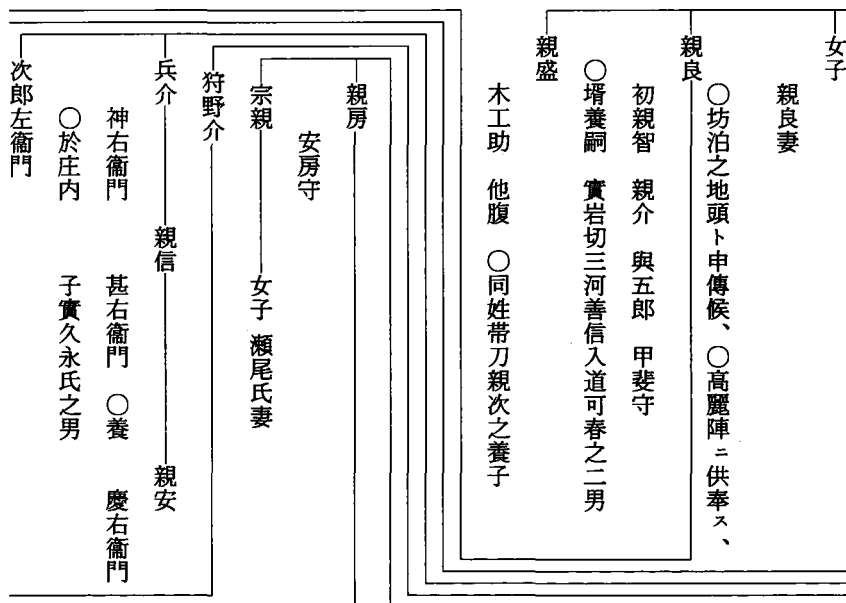 女子
親良妻
○坊泊之地頭ト申傳候、○高麗陣ニ供奉ス、
親良
初親智　親介　與五郎　甲斐守
○壻養嗣　實岩切三河善信入道可春之二男
親盛
木工助　他腹　○同姓帶刀親次之養子
親房
安房守
宗親
女子　瀬尾氏妻
狩野介
兵介
親信
親安
神右衞門
甚右衞門　○養
慶右衞門
○於庄内
子實久永氏之男
次郎左衞門